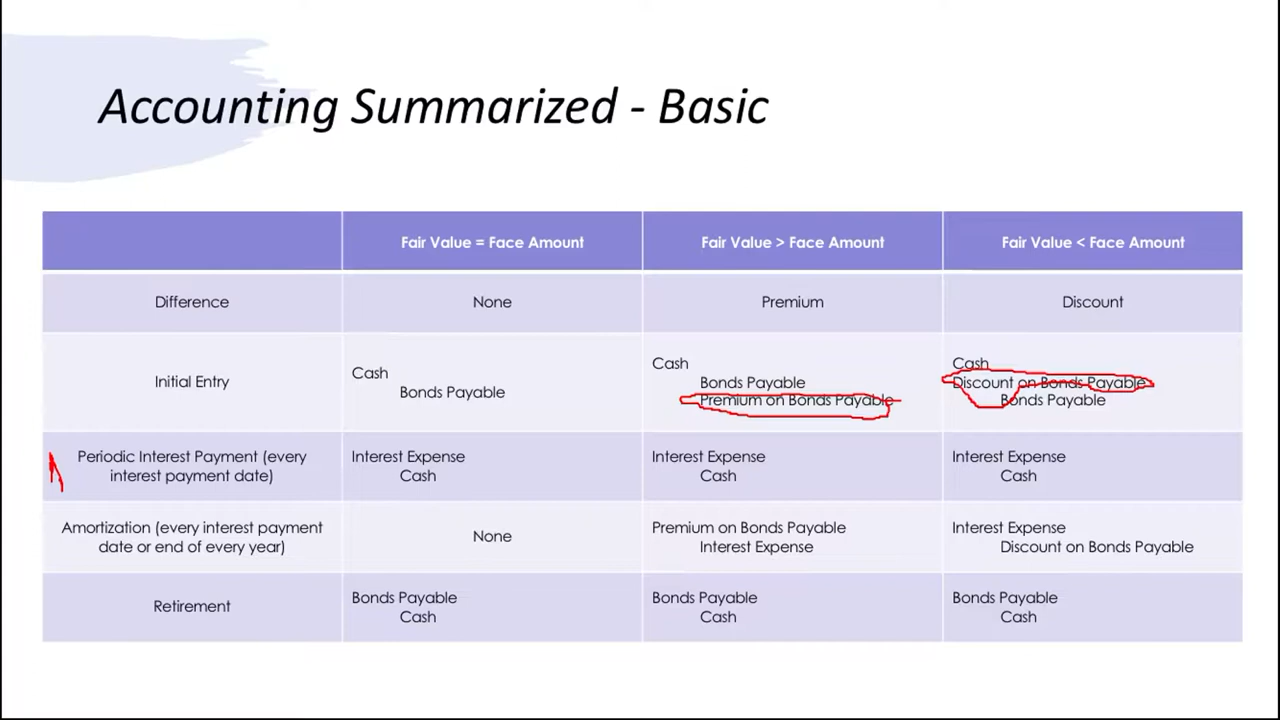 Accounting Summarized - Basic
Fair Value = Face Amount
Fair Value > Face Amount
Fair Value < Face Amount
Difference
None
Premium
Discount
Initial Entry
Cash
Bonds Payable
Cash
Bonds Payable
Premium on Bonds Payable
Cash
Discount on Bonds Payable
Bonds Payable
Periodic Interest Payment (every
interest payment date)
Interest Expense
Cash
Interest Expense
Cash
Interest Expense
Cash
Amortization (every interest payment
date or end of every year)
None
Premium on Bonds Payable
Interest Expense
Interest Expense
Discount on Bonds Payable
Retirement
Bonds Payable
Cash
Bonds Payable
Cash
Bonds Payable
Cash